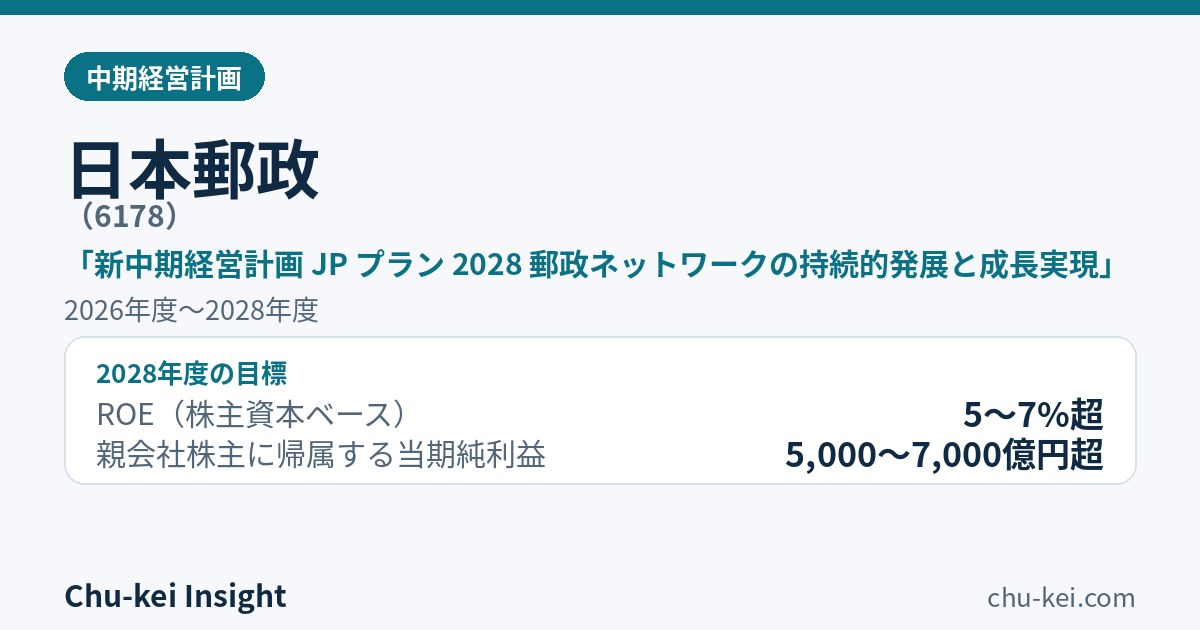 中期経営計画
日本郵政
（6178）
「新中期経営計画 JP プラン 2028 郵政ネットワークの持続的発展と成長実現」
2026年度〜2028年度
2028年度の目標
ROE（株主資本ベース） 5〜7%超
親会社株主に帰属する当期純利益 5,000〜7,000億円超
Chu-kei Insight chu-kei.com